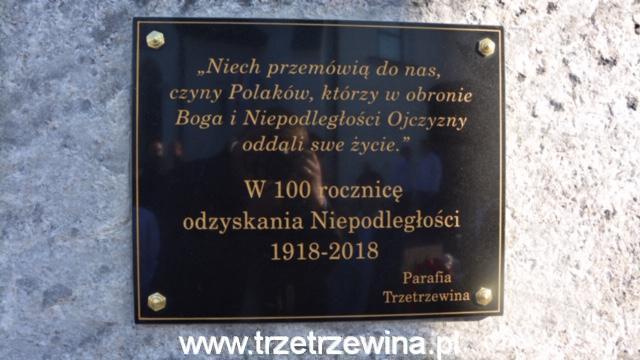 „Niech przemówią do nas,
czyny Polaków, którzy w obronie
Boga i Niepodległości Ojczyzny
oddali swe życie.”
W 100 rocznicę
odzyskania Niepodległości
1918-2018
Parafia
Trzetrzewina
www.trzetrzewina.pl